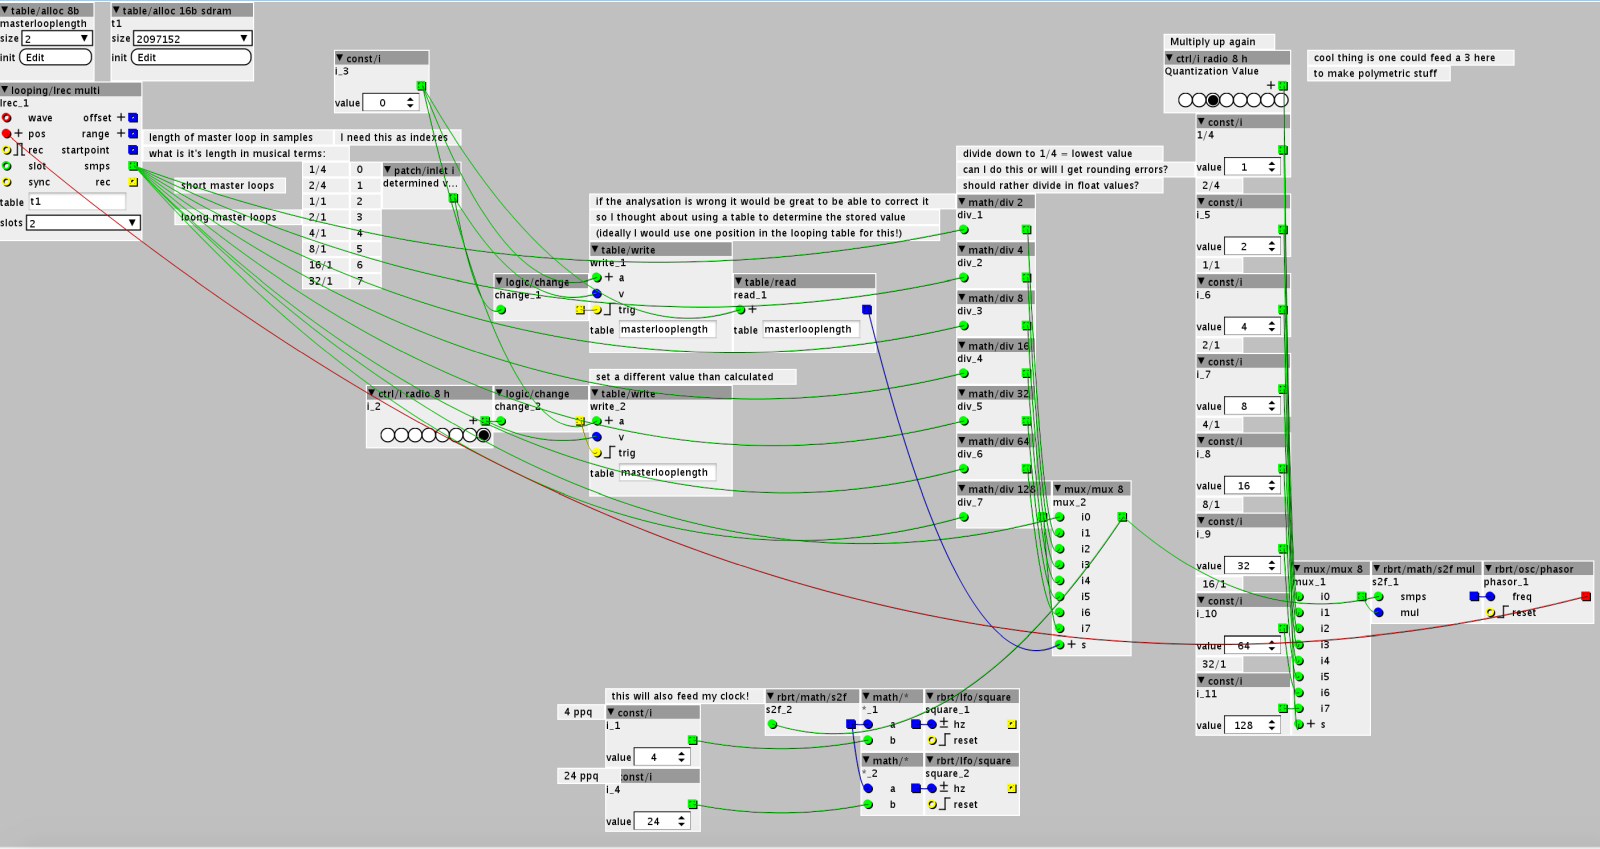 table/alloc 8b
masterlooplength
size 2
init Edit
table/alloc 16b sdram
t1
size 2097152
init Edit
looping/lrec multi
lrec_1
wave offset +
+ pos range +
rec startpoint
slot smps
sync rec
table t1
slots 2
const/i
i_3
value 0
length of master loop in samples
I need this as indexes
what is it's length in musical terms:
short master loops
loong master loops
1/4 0
2/4 1
1/1 2
2/1 3
4/1 4
8/1 5
16/1 6
32/1 7
patch/inlet i
determined v...
if the analysation is wrong it would be great to be able to correct it
so I thought about using a table to determine the stored value
(ideally I would use one position in the looping table for this!)
logic/change
change_1
table/write
write_1
+ a
v
trig
table masterlooplength
table/read
read_1
+
table masterlooplength
set a different value than calculated
ctrl/i radio 8 h
i_2
+
logic/change
change_2
table/write
write_2
+ a
v
trig
table masterlooplength
divide down to 1/4 = lowest value
can I do this or will I get rounding errors?
should rather divide in float values?
math/div 2
div_1
math/div 4
div_2
math/div 8
div_3
math/div 16
div_4
math/div 32
div_5
math/div 64
div_6
math/div 128
div_7
mux/mux 8
mux_2
i0
i1
i2
i3
i4
i5
i6
i7
+ s
Multiply up again
ctrl/i radio 8 h
Quantization Value
+
cool thing is one could feed a 3 here
to make polymetric stuff
const/i
1/4
value 1
2/4
const/i
i_5
value 2
1/1
const/i
i_6
value 4
2/1
const/i
i_7
value 8
4/1
const/i
i_8
value 16
8/1
const/i
i_9
value 32
16/1
const/i
i_10
value 64
32/1
const/i
i_11
value 128
mux/mux 8
mux_1
i0
i1
i2
i3
i4
i5
i6
i7
+ s
rbrt/math/s2f mul
s2f_1
smps
mul
rbrt/osc/phasor
phasor_1
freq
reset
this will also feed my clock!
4 ppq
const/i
i_1
value 4
24 ppq
const/i
i_4
value 24
rbrt/math/s2f
s2f_2
math/*
*_1
a
b
rbrt/lfo/square
square_1
± hz
reset
math/*
*_2
a
b
rbrt/lfo/square
square_2
± hz
reset